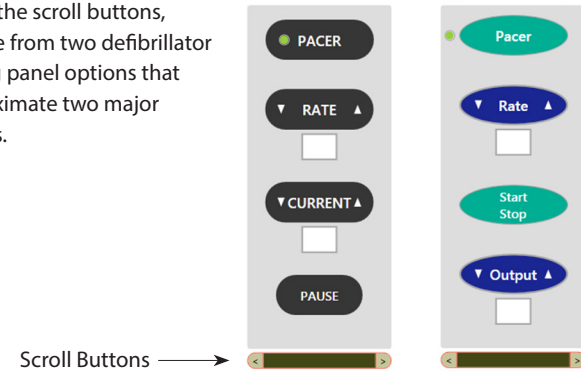 the scroll buttons,
from two defibrillator
panel options that
two major
PACER
▼ RATE ▲
▼CURRENT▲
PAUSE
Pacer
▼ Rate ▲
Start
Stop
▼ Output ▲
Scroll Buttons
< >
< >